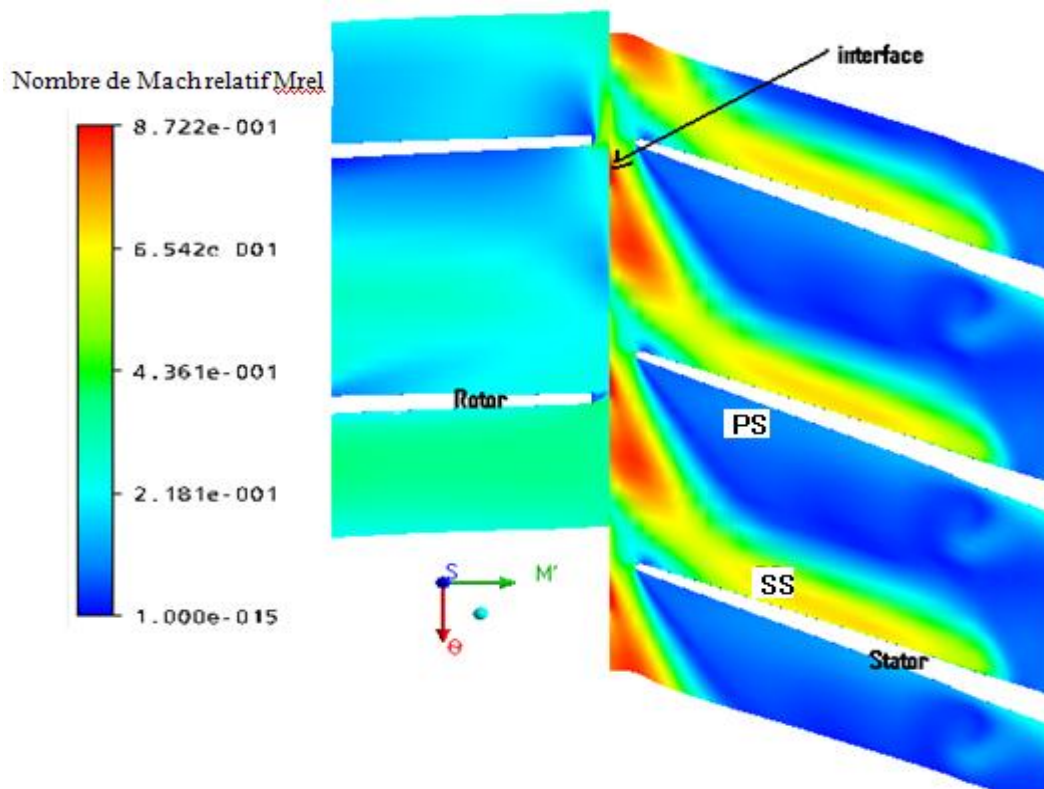 interface
Nombre de Mach relatif Mrel
8.722e-001
6.542e 001
4.361e-001
2.181e-001
1.000e-015
Rotor
PS
SS
Stator
S
M'
Θ